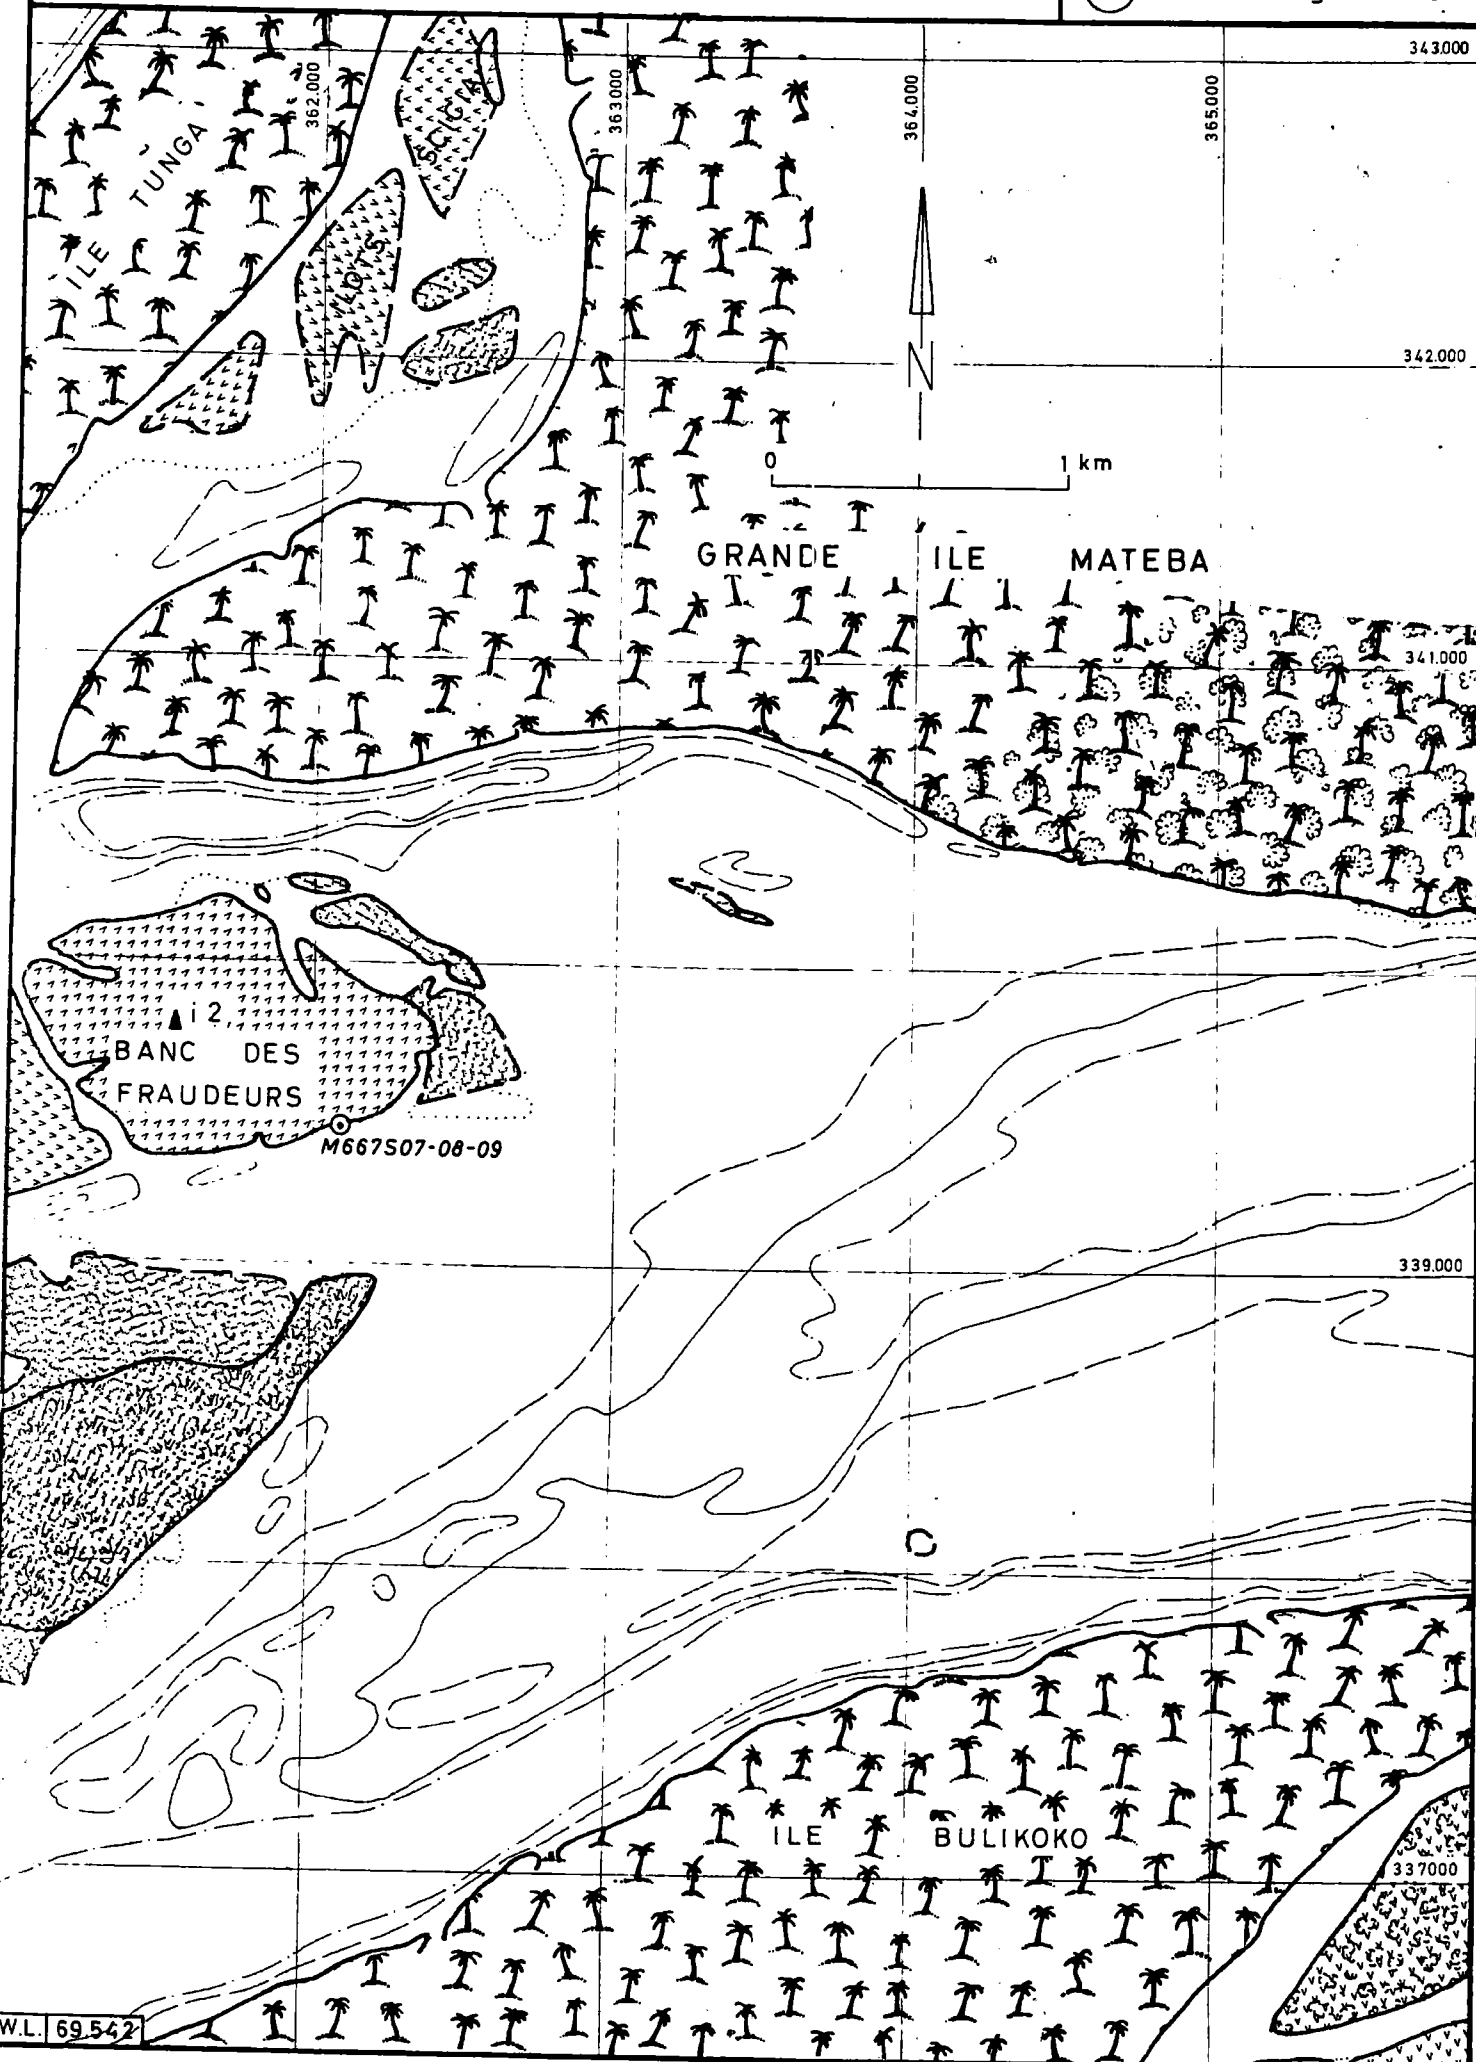 343.000
362.000
363.000
364.000
365.000
ILE TUNGA
ILOTS SCIGIA
342.000
N
0 1 km
GRANDE ILE MATEBA
341.000
i 2
BANC DES
FRAUDEURS
M667S07-08-09
339.000
ILE BULIKOKO
337000
W.L. 69.542